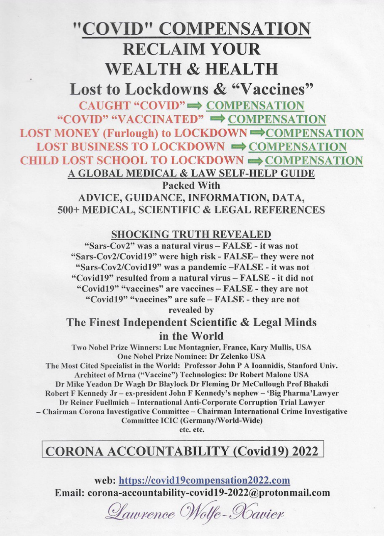 "COVID" COMPENSATION
RECLAIM YOUR
WEALTH & HEALTH
Lost to Lockdowns & “Vaccines”
CAUGHT “COVID” ➡ COMPENSATION
“COVID” “VACCINATED” ➡ COMPENSATION
LOST MONEY (Furlough) to LOCKDOWN ➡ COMPENSATION
LOST BUSINESS TO LOCKDOWN ➡ COMPENSATION
CHILD LOST SCHOOL TO LOCKDOWN ➡ COMPENSATION
A GLOBAL MEDICAL & LAW SELF-HELP GUIDE
Packed With
ADVICE, GUIDANCE, INFORMATION, DATA,
500+ MEDICAL, SCIENTIFIC & LEGAL REFERENCES
SHOCKING TRUTH REVEALED
“Sars-Cov2” was a natural virus – FALSE - it was not
“Sars-Cov2/Covid19” were high risk - FALSE– they were not
“Sars-Cov2/Covid19” was a pandemic –FALSE - it was not
“Covid19” resulted from a natural virus – FALSE - it did not
“Covid19” “vaccines” are vaccines – FALSE - they are not
“Covid19” “vaccines” are safe – FALSE - they are not
revealed by
The Finest Independent Scientific & Legal Minds
in the World
Two Nobel Prize Winners: Luc Montagnier, France, Kary Mullis, USA
One Nobel Prize Nominee: Dr Zelenko USA
The Most Cited Specialist in the World: Professor John P A Ioannidis, Stanford Univ.
Architect of Mrna (“Vaccine”) Technologies: Dr Robert Malone USA
Dr Mike Yeadon Dr Wagh Dr Blaylock Dr Fleming Dr McCullough Prof Bhakdi
Robert F Kennedy Jr – ex-president John F Kennedy's nephew – ‘Big Pharma’Lawyer
Dr Reiner Fuellmich – International Anti-Corporate Corruption Trial Lawyer
– Chairman Corona Investigative Committee – Chairman International Crime Investigative
Committee ICIC (Germany/World-Wide)
etc. etc.
CORONA ACCOUNTABILITY (Covid19) 2022
web: https://covid19compensation2022.com
Email: corona-accountability-covid19-2022@protonmail.com
Lawrence Wolfe-Xavier